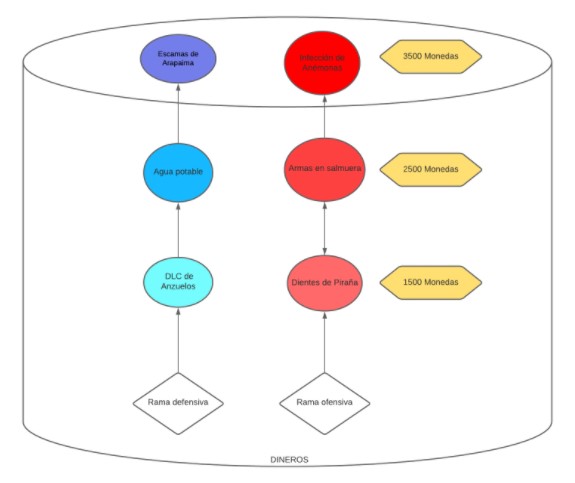 Escamas de
Arapaima
Infección de
Anémonas
3500 Monedas
Agua potable
Armas en salmuera
2500 Monedas
DLC de
Anzuelos
Dientes de Piraña
1500 Monedas
Rama defensiva
Rama ofensiva
DINEROS